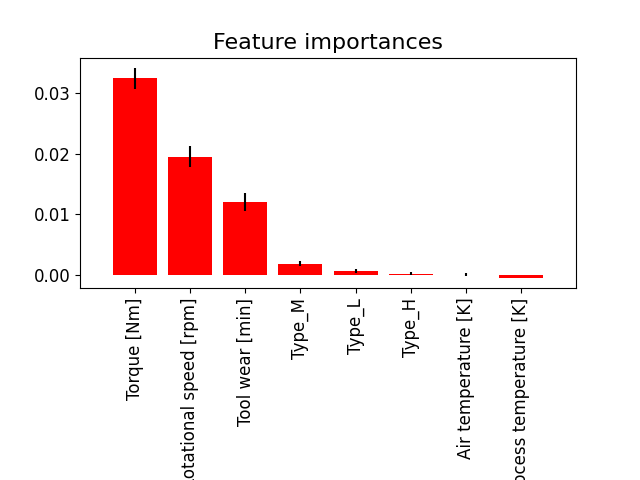 Feature importances
0.03
0.02
0.01
0.00
Torque [Nm]
otational speed [rpm]
Tool wear [min]
Type_M
Type_L
Type_H
Air temperature [K]
ocess temperature [K]